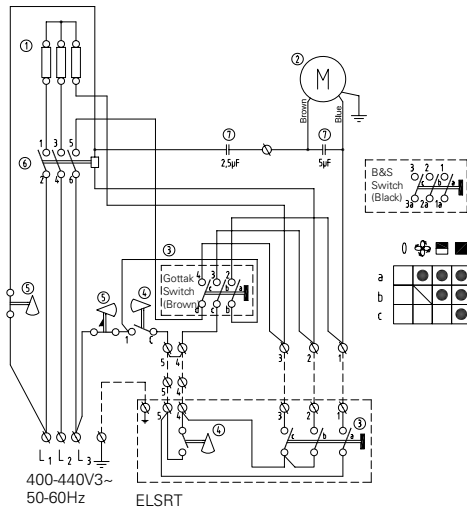 ①
②
M
Brown
Blue
⑦
⑦
2,5µF
5µF
1 3 5
⑥
2 4 6
B&S
Switch
(Black)
3 2 1
c b a
3a 2a 1a
0
a
b
c
③
Gottak
Switch
(Brown)
4 3 2
d c b
⑤
⑤
④
1 C
5 4
3 2 1
5 4
5 4 3 2 1
④
c b a
③
L1 L2 L3
400-440V3~
50-60Hz
ELSRT